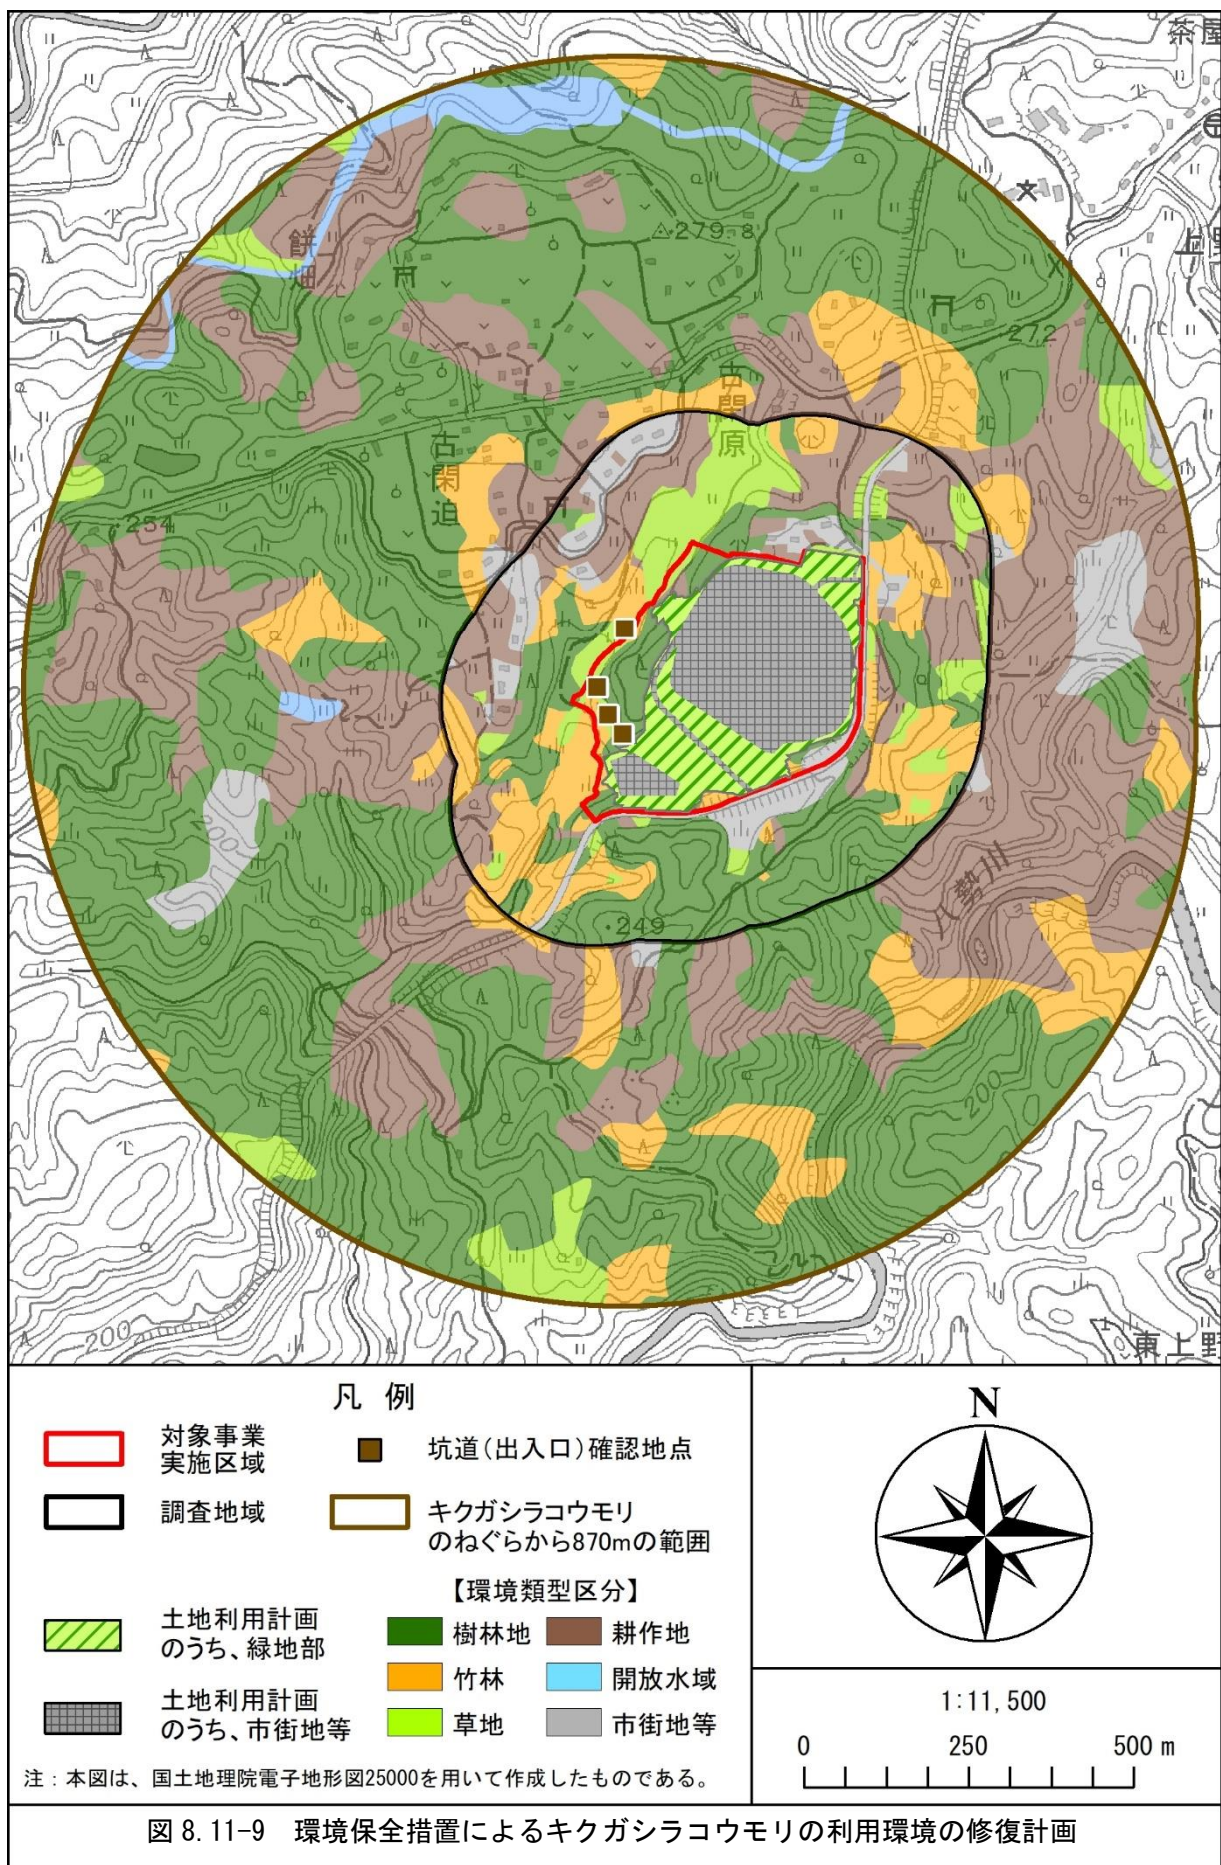 茶屋
上野
餅畑
279.8
272
古閑原
古閑迫
254
200
249
八勢川
200
200
東上野
凡 例
対象事業
実施区域
坑道(出入口)確認地点
調査地域
キクガシラコウモリ
のねぐらから870mの範囲
土地利用計画
のうち、緑地部
土地利用計画
のうち、市街地等
【環境類型区分】
樹林地 耕作地
竹林 開放水域
草地 市街地等
注:本図は、国土地理院電子地形図25000を用いて作成したものである。
N
1:11,500
0 250 500 m
図 8.11-9 環境保全措置によるキクガシラコウモリの利用環境の修復計画